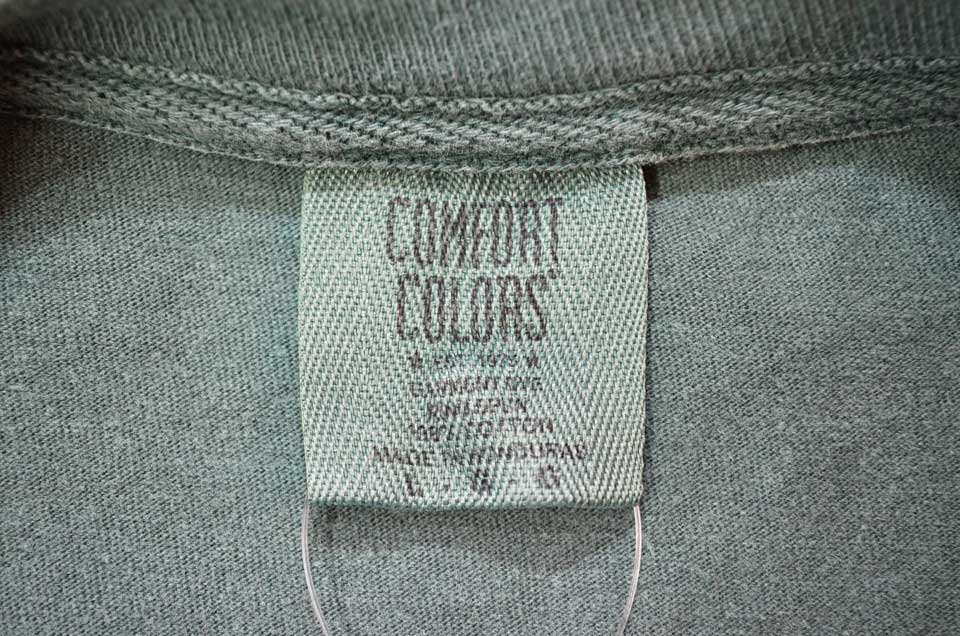 COMFORT
COLORS
★ EST. 1975 ★
GARMENT DYE
RING SPUN
100% COTTON
MADE IN HONDURAS
L - G - G